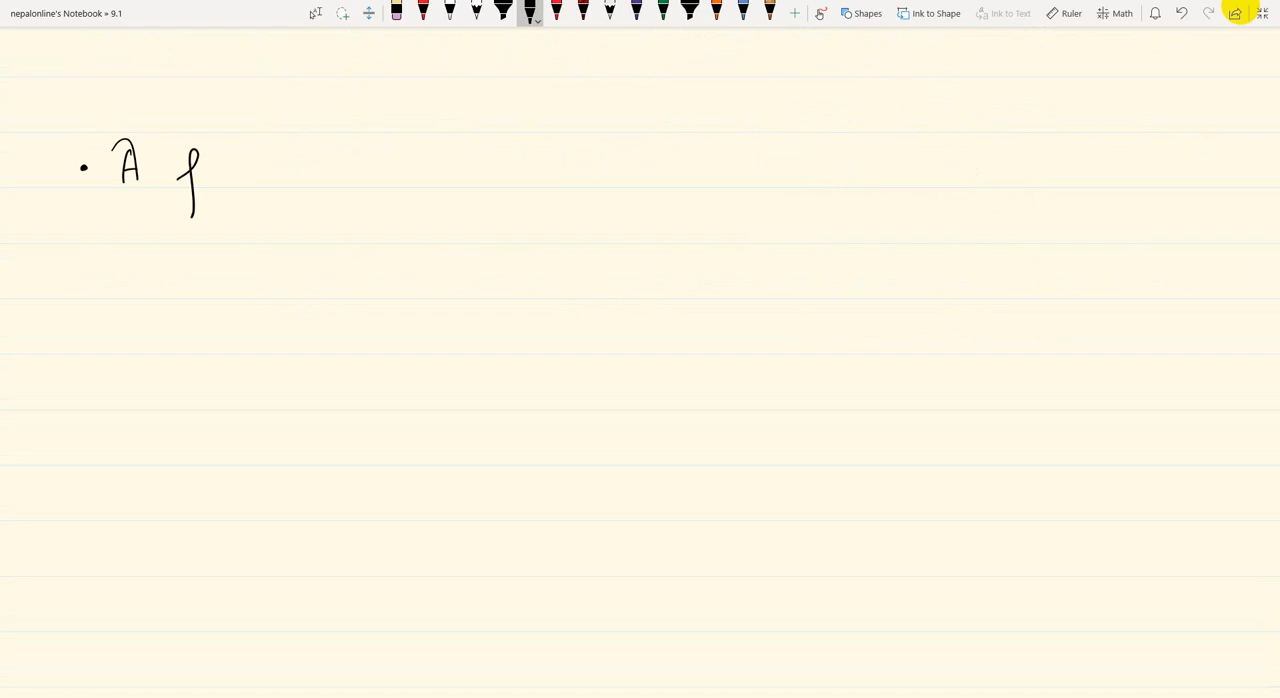 nepalonline's Notebook » 9.1
Shapes Ink to Shape Ink to Text Ruler Math
• A f